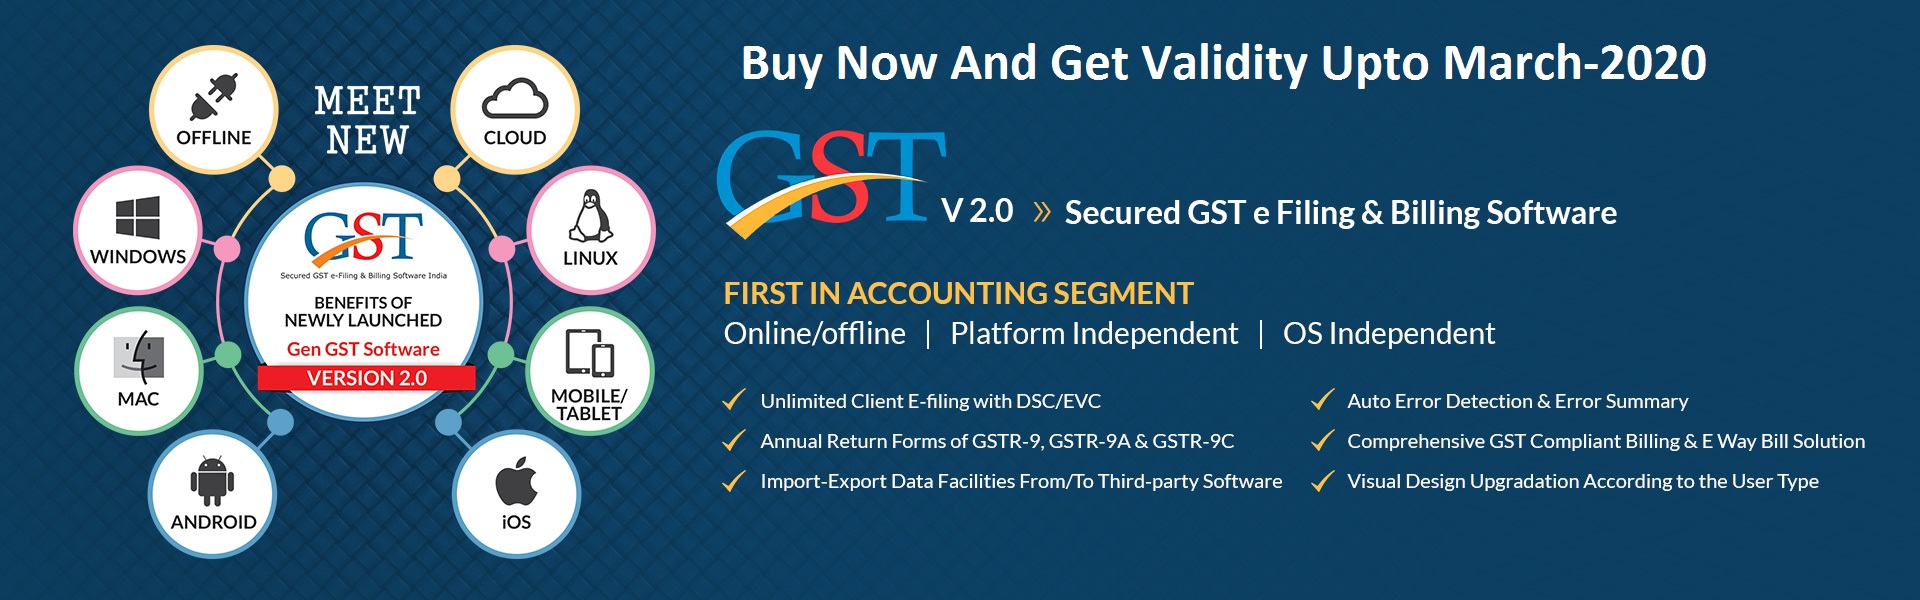 MEET
NEW
OFFLINE
CLOUD
WINDOWS
LINUX
MAC
MOBILE/
TABLET
ANDROID
iOS
GST
Secured GST e-Filing & Billing Software India
BENEFITS OF
NEWLY LAUNCHED
Gen GST Software
VERSION 2.0
Buy Now And Get Validity Upto March-2020
GST V 2.0 » Secured GST e Filing & Billing Software
FIRST IN ACCOUNTING SEGMENT
Online/offline | Platform Independent | OS Independent
Unlimited Client E-filing with DSC/EVC
Annual Return Forms of GSTR-9, GSTR-9A & GSTR-9C
Import-Export Data Facilities From/To Third-party Software
Auto Error Detection & Error Summary
Comprehensive GST Compliant Billing & E Way Bill Solution
Visual Design Upgradation According to the User Type